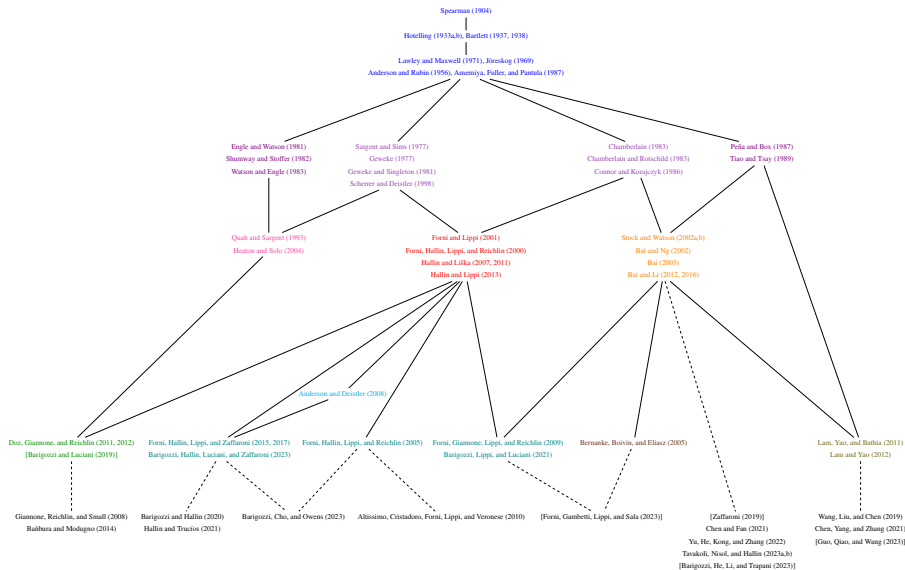 Spearman (1904)
Hotelling (1933a,b), Bartlett (1937, 1938)
Lawley and Maxwell (1971), Jöreskog (1969)
Anderson and Rubin (1956), Amemiya, Fuller, and Pantula (1987)
Engle and Watson (1981)
Shumway and Stoffer (1982)
Watson and Engle (1983)
Sargent and Sims (1977)
Geweke (1977)
Geweke and Singleton (1981)
Scherrer and Deistler (1998)
Chamberlain (1983)
Chamberlain and Rotschild (1983)
Connor and Korajczyk (1986)
Peña and Box (1987)
Tiao and Tsay (1989)
Quah and Sargent (1993)
Heaton and Solo (2004)
Forni and Lippi (2001)
Forni, Hallin, Lippi, and Reichlin (2000)
Hallin and Liška (2007, 2011)
Hallin and Lippi (2013)
Stock and Watson (2002a,b)
Bai and Ng (2002)
Bai (2003)
Bai and Li (2012, 2016)
Anderson and Deistler (2008)
Doz, Giannone, and Reichlin (2011, 2012)
[Barigozzi and Luciani (2019)]
Forni, Hallin, Lippi, and Zaffaroni (2015, 2017)
Barigozzi, Hallin, Luciani, and Zaffaroni (2023)
Forni, Hallin, Lippi, and Reichlin (2005)
Forni, Giannone, Lippi, and Reichlin (2009)
Barigozzi, Lippi, and Luciani (2021)
Bernanke, Boivin, and Eliasz (2005)
Lam, Yao, and Bathia (2011)
Lam and Yao (2012)
Giannone, Reichlin, and Small (2008)
Bańbura and Modugno (2014)
Barigozzi and Hallin (2020)
Hallin and Trucíos (2021)
Barigozzi, Cho, and Owens (2023)
Altissimo, Cristadoro, Forni, Lippi, and Veronese (2010)
[Forni, Gambetti, Lippi, and Sala (2023)]
[Zaffaroni (2019)]
Chen and Fan (2021)
Yu, He, Kong, and Zhang (2022)
Tavakoli, Nisol, and Hallin (2023a,b)
[Barigozzi, He, Li, and Trapani (2023)]
Wang, Liu, and Chen (2019)
Chen, Yang, and Zhang (2021)
[Guo, Qiao, and Wang (2023)]